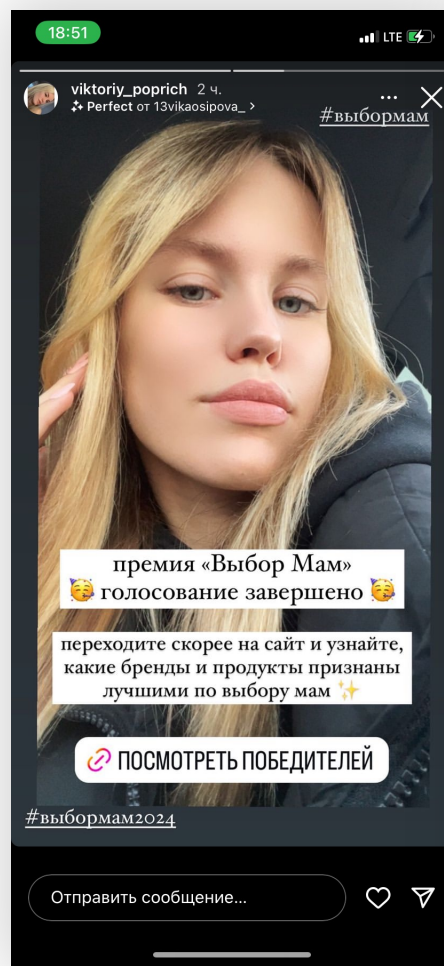 18:51
LTE
viktoriy_poprich 2 ч.
Perfect от 13vikaosipova_ >
#выбормам
премия «Выбор Мам»
🥳 голосование завершено 🥳
переходите скорее на сайт и узнайте,
какие бренды и продукты признаны
лучшими по выбору мам ✨
ПОСМОТРЕТЬ ПОБЕДИТЕЛЕЙ
#выбормам2024
Отправить сообщение...